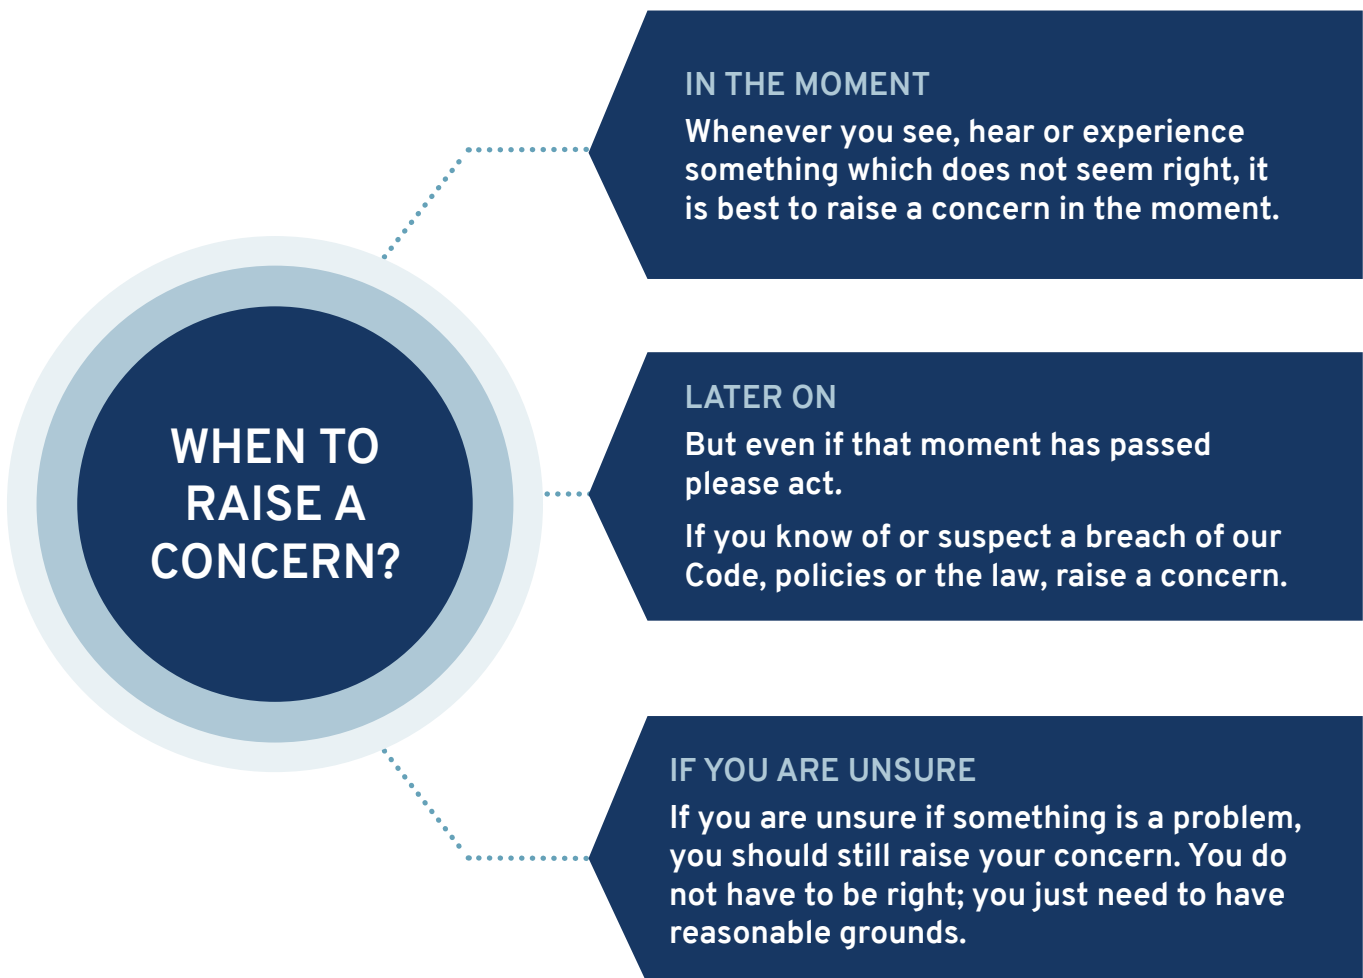 WHEN TO
RAISE A
CONCERN?
IN THE MOMENT
Whenever you see, hear or experience
something which does not seem right, it
is best to raise a concern in the moment.
LATER ON
But even if that moment has passed
please act.
If you know of or suspect a breach of our
Code, policies or the law, raise a concern.
IF YOU ARE UNSURE
If you are unsure if something is a problem,
you should still raise your concern. You do
not have to be right; you just need to have
reasonable grounds.